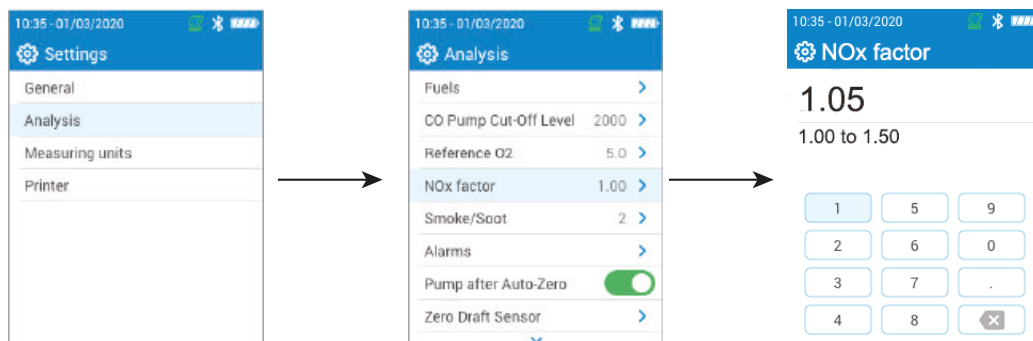 10:35 - 01/03/2020
Settings
General
Analysis
Measuring units
Printer
10:35 - 01/03/2020
Analysis
Fuels
CO Pump Cut-Off Level 2000
Reference O2 5.0
NOx factor 1.00
Smoke/Soot 2
Alarms
Pump after Auto-Zero
Zero Draft Sensor
10:35 - 01/03/2020
NOx factor
1.05
1.00 to 1.50
1 5 9
2 6 0
3 7 .
4 8